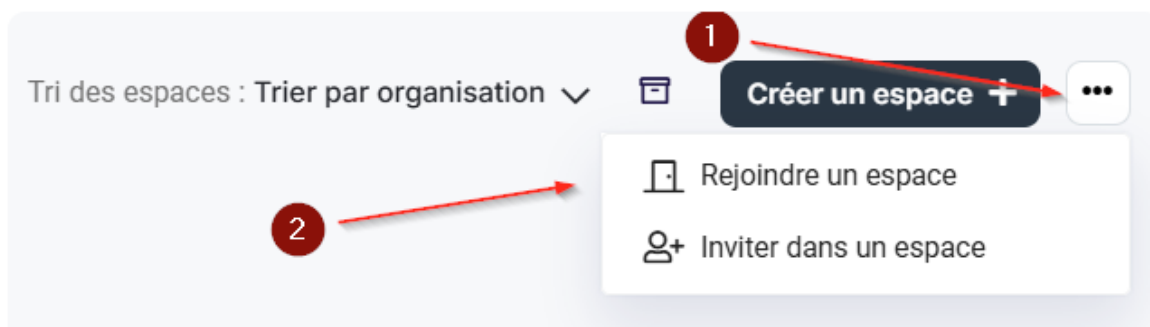 1
Tri des espaces : Trier par organisation
Créer un espace +
Rejoindre un espace
2
Inviter dans un espace